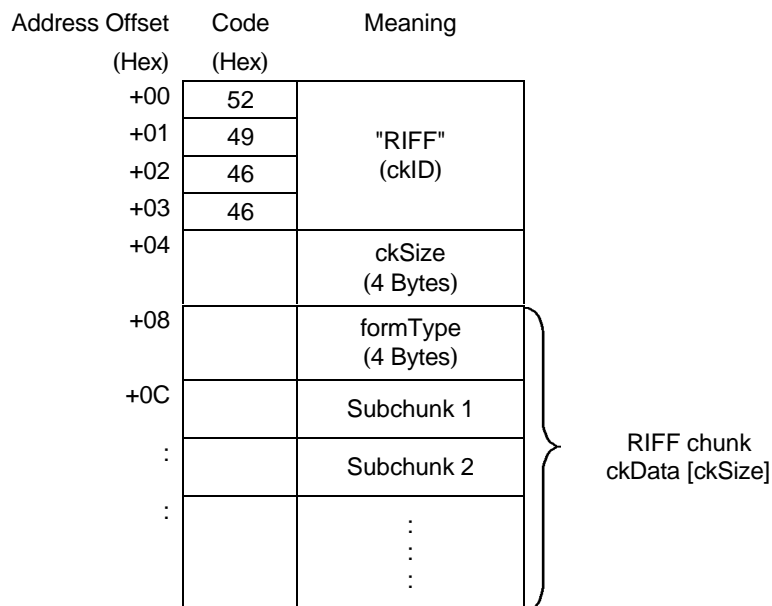 Address Offset Code Meaning
(Hex) (Hex)
+00 52
+01 49 "RIFF"
+02 46 (ckID)
+03 46
+04 ckSize
(4 Bytes)
+08 formType
(4 Bytes)
+0C Subchunk 1
: Subchunk 2
RIFF chunk
ckData [ckSize]
: :
:
: